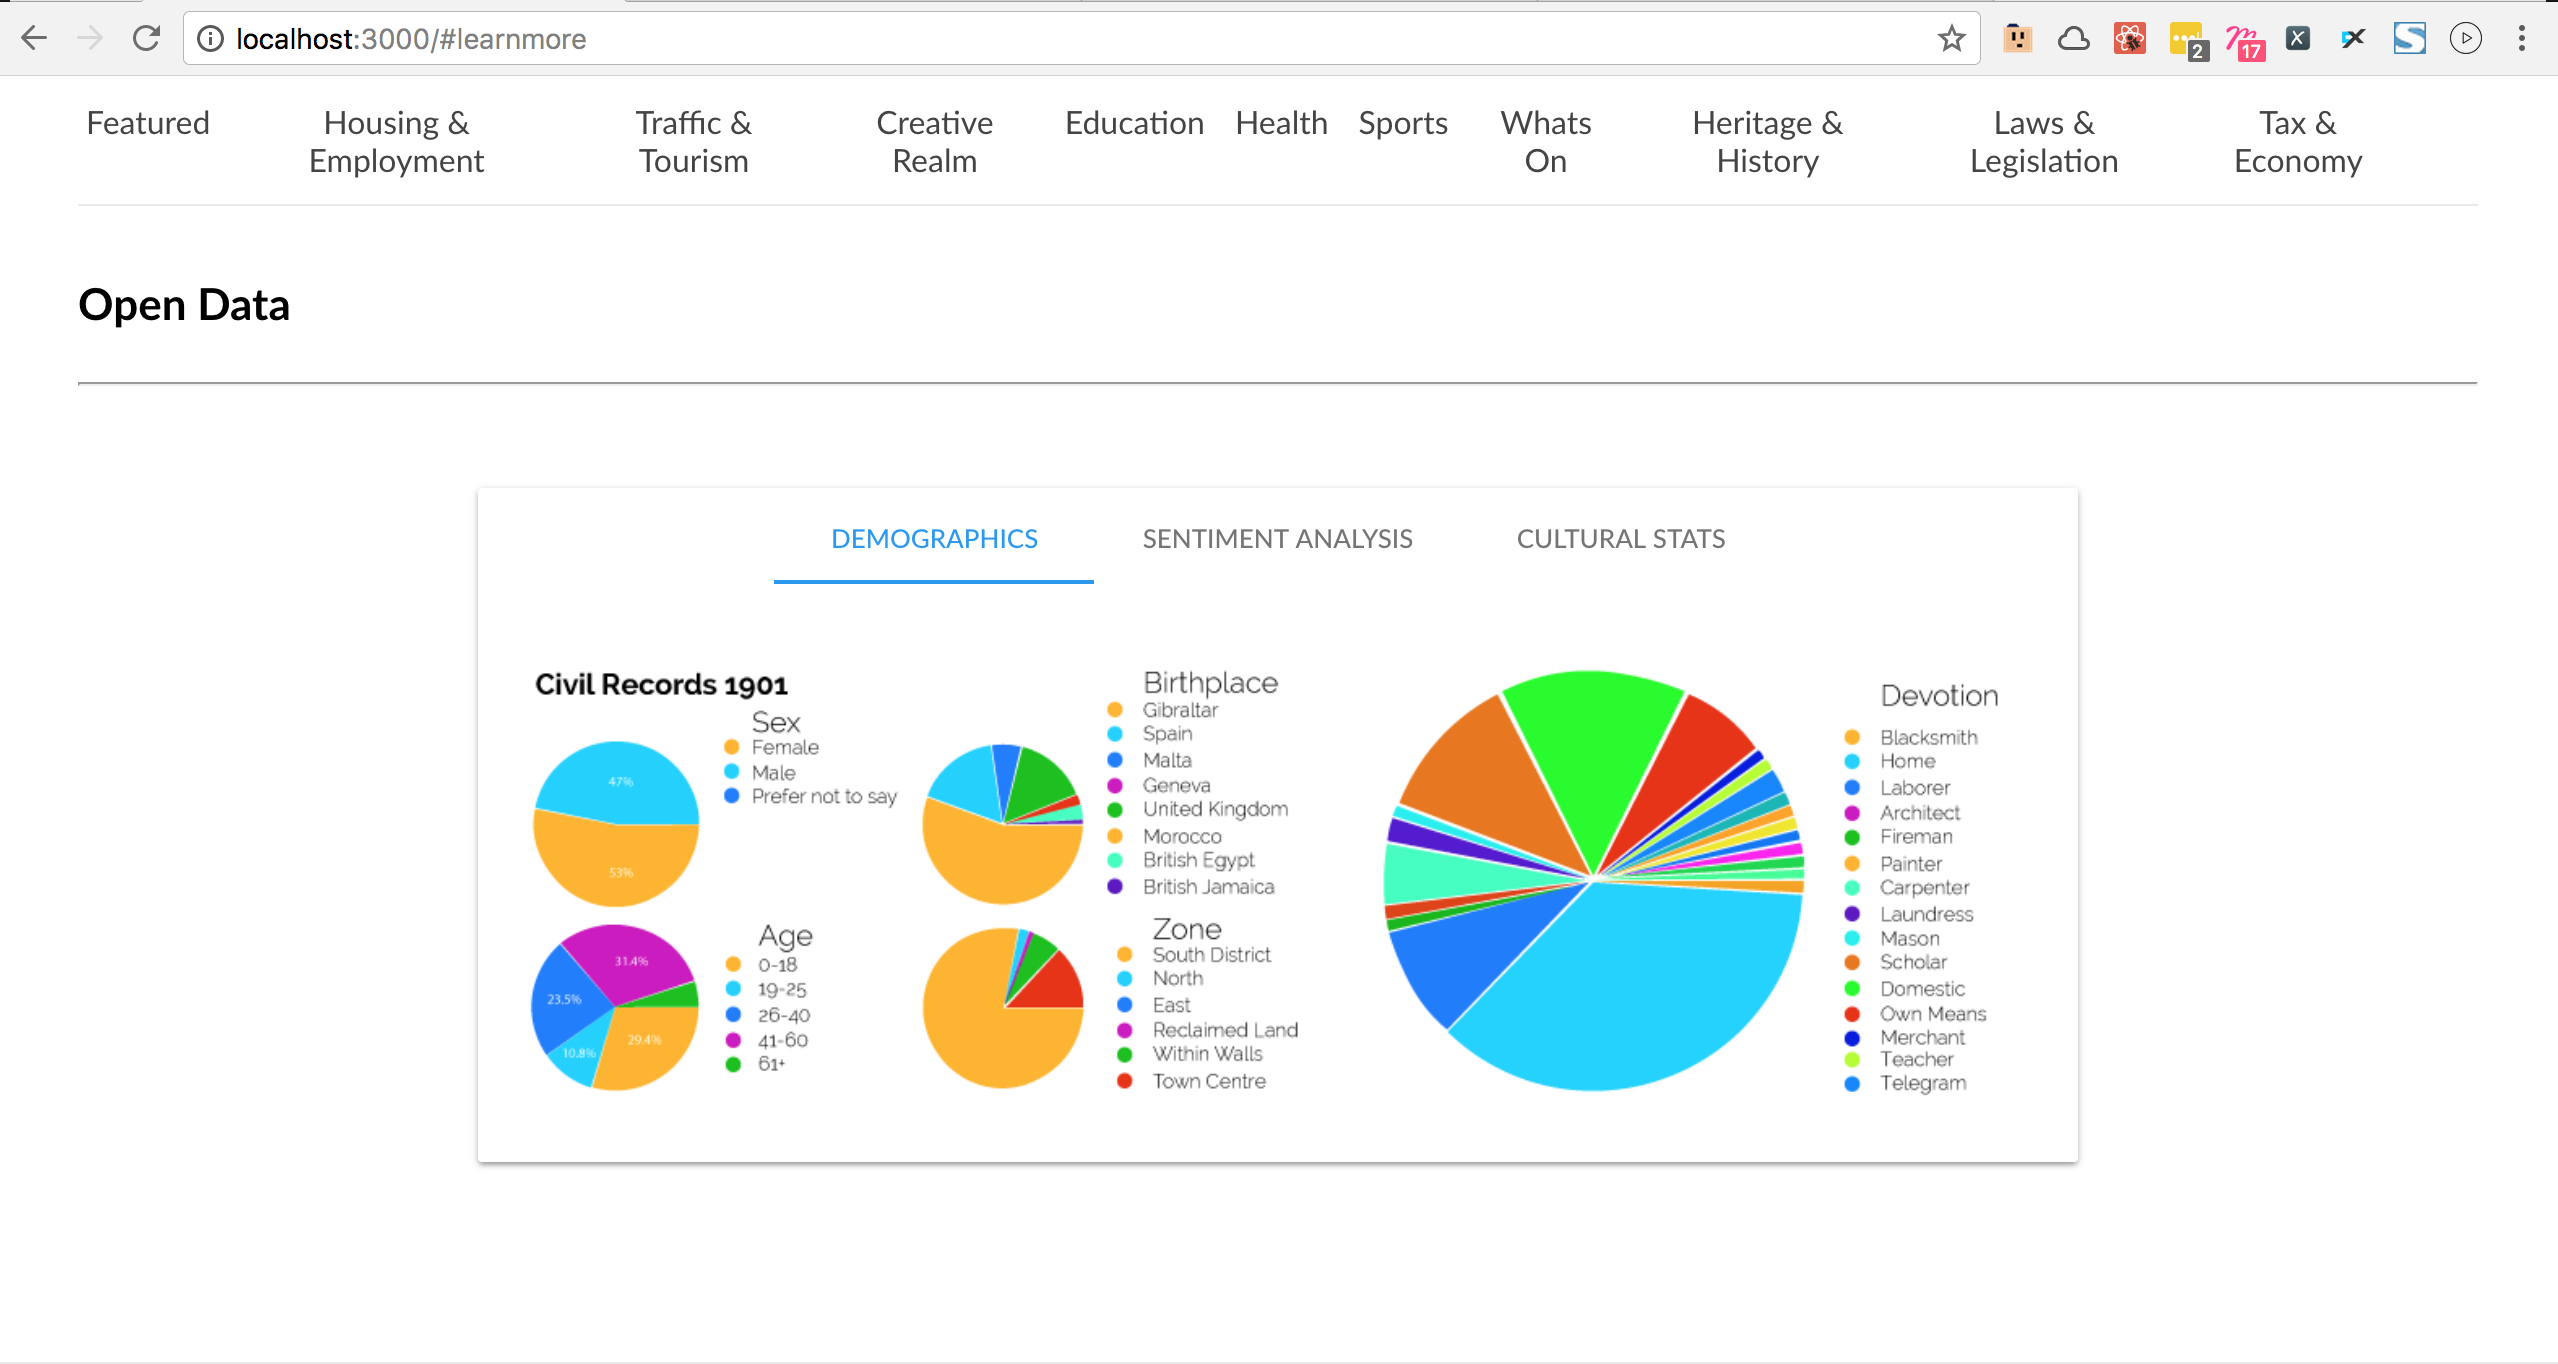 localhost:3000/#learnmore
2
17
Featured
Housing &
Employment
Traffic &
Tourism
Creative
Realm
Education
Health
Sports
Whats
On
Heritage &
History
Laws &
Legislation
Tax &
Economy
Open Data
DEMOGRAPHICS
SENTIMENT ANALYSIS
CULTURAL STATS
Civil Records 1901
Sex
Female
Male
Prefer not to say
47%
53%
Age
0-18
19-25
26-40
41-60
61+
31.4%
23.5%
10.8%
29.4%
Birthplace
Gibraltar
Spain
Malta
Geneva
United Kingdom
Morocco
British Egypt
British Jamaica
Zone
South District
North
East
Reclaimed Land
Within Walls
Town Centre
Devotion
Blacksmith
Home
Laborer
Architect
Fireman
Painter
Carpenter
Laundress
Mason
Scholar
Domestic
Own Means
Merchant
Teacher
Telegram